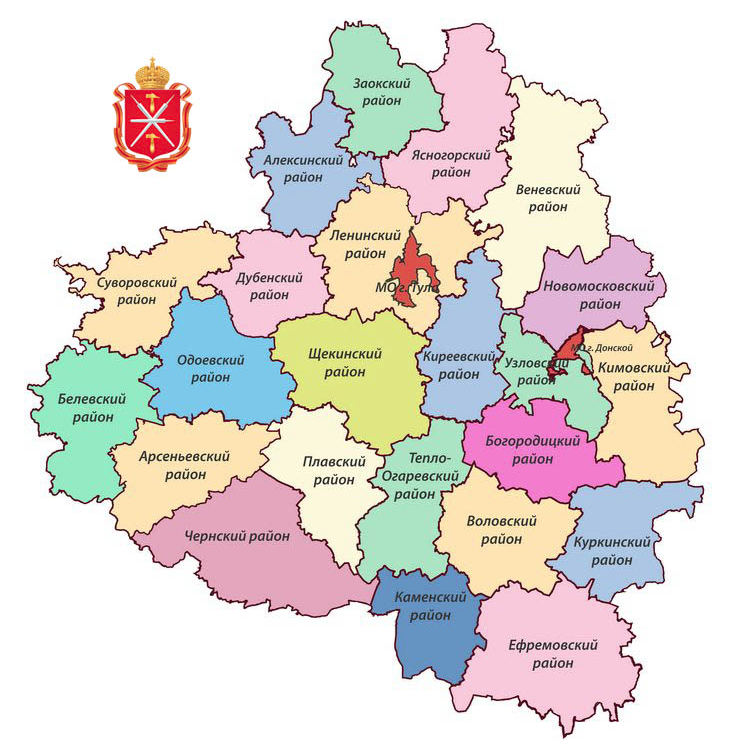 Заокский
район
Алексинский
район
Ясногорский
район
Веневский
район
Ленинский
район
МО г. Тула
Суворовский
район
Дубенский
район
Новомосковский
район
Одоевский
район
Щекинский
район
Киреевский
район
Узловский
район
МО г. Донской
Кимовский
район
Белевский
район
Арсеньевский
район
Плавский
район
Тепло-
Огаревский
район
Богородицкий
район
Чернский район
Воловский
район
Куркинский
район
Каменский
район
Ефремовский
район